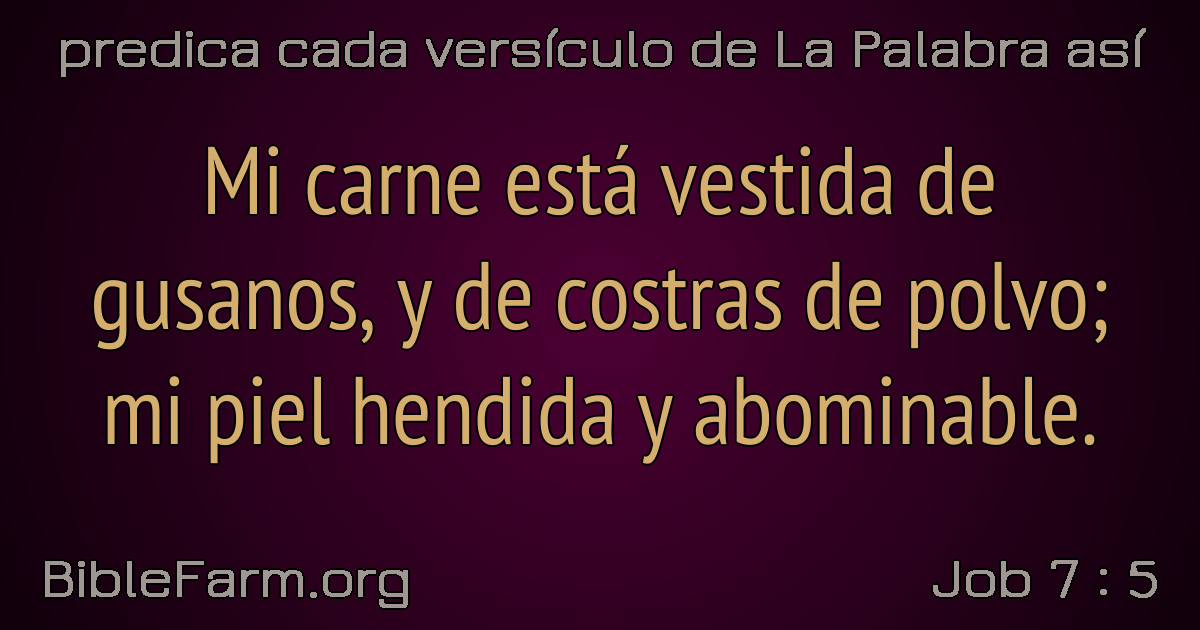 predica cada versículo de La Palabra así
Mi carne está vestida de
gusanos, y de costras de polvo;
mi piel hendida y abominable.
BibleFarm.org
Job 7 : 5